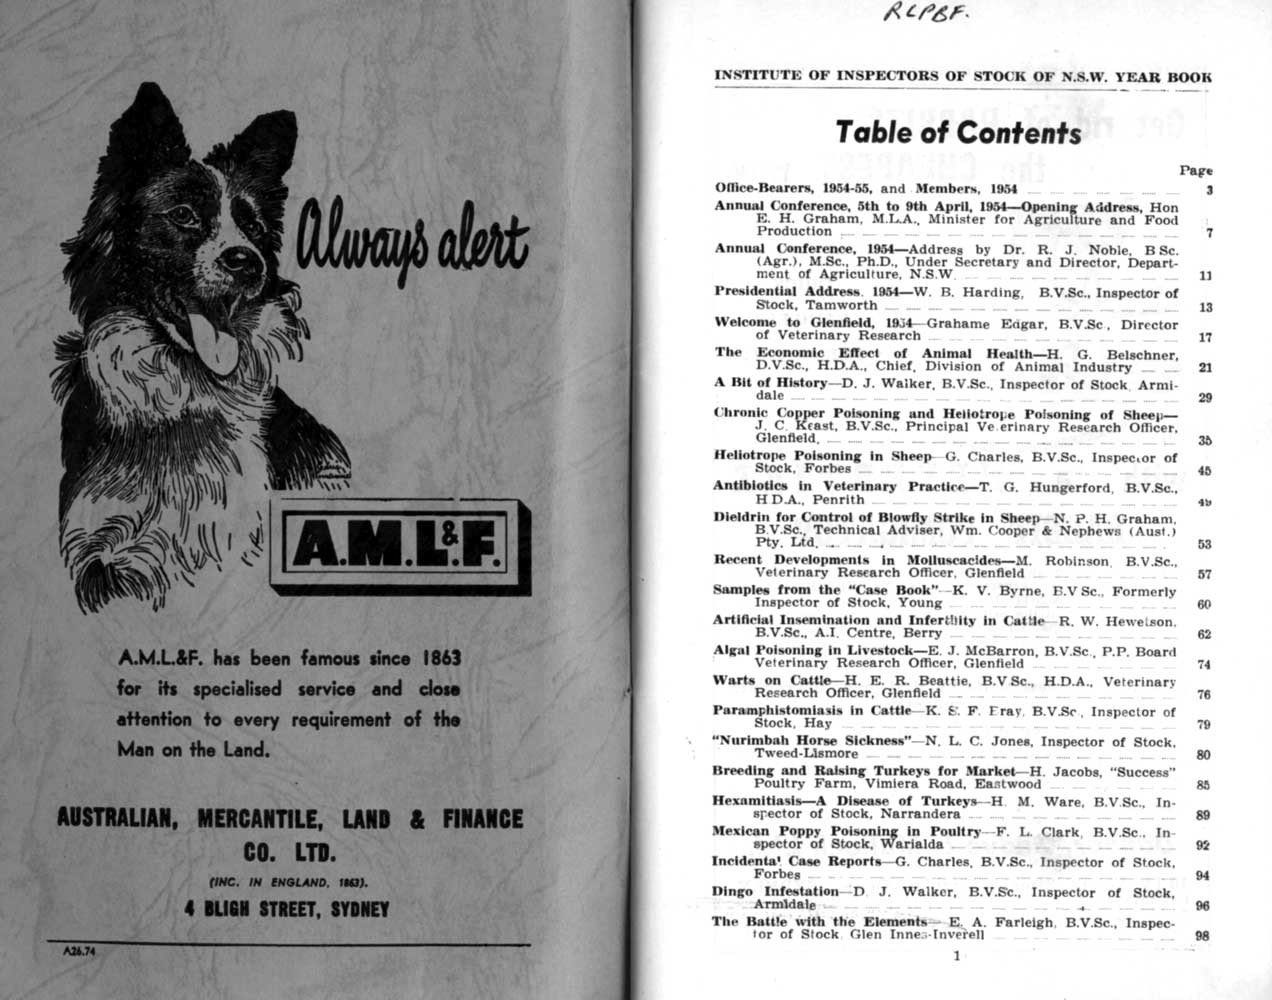 Always alert
A.M.L.&F.
A.M.L.&F. has been famous since 1863
for its specialised service and close
attention to every requirement of the
Man on the Land.
AUSTRALIAN, MERCANTILE, LAND & FINANCE
CO. LTD.
(INC. IN ENGLAND, 1863).
4 BLIGH STREET, SYDNEY
A26.74
RLPBF.
INSTITUTE OF INSPECTORS OF STOCK OF N.S.W. YEAR BOOK
Table of Contents
Page
Office-Bearers, 1954-55, and Members, 1954 3
Annual Conference, 5th to 9th April, 1954—Opening Address, Hon
E. H. Graham, M.L.A., Minister for Agriculture and Food
Production 7
Annual Conference, 1954—Address by Dr. R. J. Noble, B Sc.
(Agr.), M.Sc., Ph.D., Under Secretary and Director, Depart-
ment of Agriculture, N.S.W. 11
Presidential Address, 1954—W. B. Harding, B.V.Sc., Inspector of
Stock, Tamworth 13
Welcome to Glenfield, 1954—Grahame Edgar, B.V.Sc., Director
of Veterinary Research 17
The Economic Effect of Animal Health—H. G. Belschner,
D.V.Sc., H.D.A., Chief, Division of Animal Industry 21
A Bit of History—D. J. Walker, B.V.Sc., Inspector of Stock, Armi-
dale 29
Chronic Copper Poisoning and Heliotrope Poisoning of Sheep—
J. C. Keast, B.V.Sc., Principal Veterinary Research Officer,
Glenfield. 35
Heliotrope Poisoning in Sheep—G. Charles, B.V.Sc., Inspector of
Stock, Forbes 45
Antibiotics in Veterinary Practice—T. G. Hungerford, B.V.Sc.,
H D.A., Penrith 49
Dieldrin for Control of Blowfly Strike in Sheep—N. P. H. Graham,
B.V.Sc., Technical Adviser, Wm. Cooper & Nephews (Aust.)
Pty. Ltd. 53
Recent Developments in Molluscacides—M. Robinson, B.V.Sc.,
Veterinary Research Officer, Glenfield 57
Samples from the "Case Book"—K. V. Byrne, B.V Sc., Formerly
Inspector of Stock, Young 60
Artificial Insemination and Infertility in Cattle—R. W. Hewetson,
B.V.Sc., A.I. Centre, Berry 62
Algal Poisoning in Livestock—E. J. McBarron, B.V.Sc., P.P. Board
Veterinary Research Officer, Glenfield 74
Warts on Cattle—H. E. R. Beattie, B.V.Sc., H.D.A., Veterinary
Research Officer, Glenfield 76
Paramphistomiasis in Cattle—K. S. F. Fray, B.V.Sc., Inspector of
Stock, Hay 79
"Nurimbah Horse Sickness"—N. L. C. Jones, Inspector of Stock,
Tweed-Lismore 80
Breeding and Raising Turkeys for Market—H. Jacobs, "Success"
Poultry Farm, Vimiera Road, Eastwood 85
Hexamitiasis—A Disease of Turkeys—H. M. Ware, B.V.Sc., In-
spector of Stock, Narrandera 89
Mexican Poppy Poisoning in Poultry—F. L. Clark, B.V.Sc., In-
spector of Stock, Warialda 92
Incidental Case Reports—G. Charles, B.V.Sc., Inspector of Stock,
Forbes 94
Dingo Infestation—D. J. Walker, B.V.Sc., Inspector of Stock,
Armidale 96
The Battle with the Elements—E. A. Farleigh, B.V.Sc., Inspec-
tor of Stock, Glen Innes-Inverell 98
1